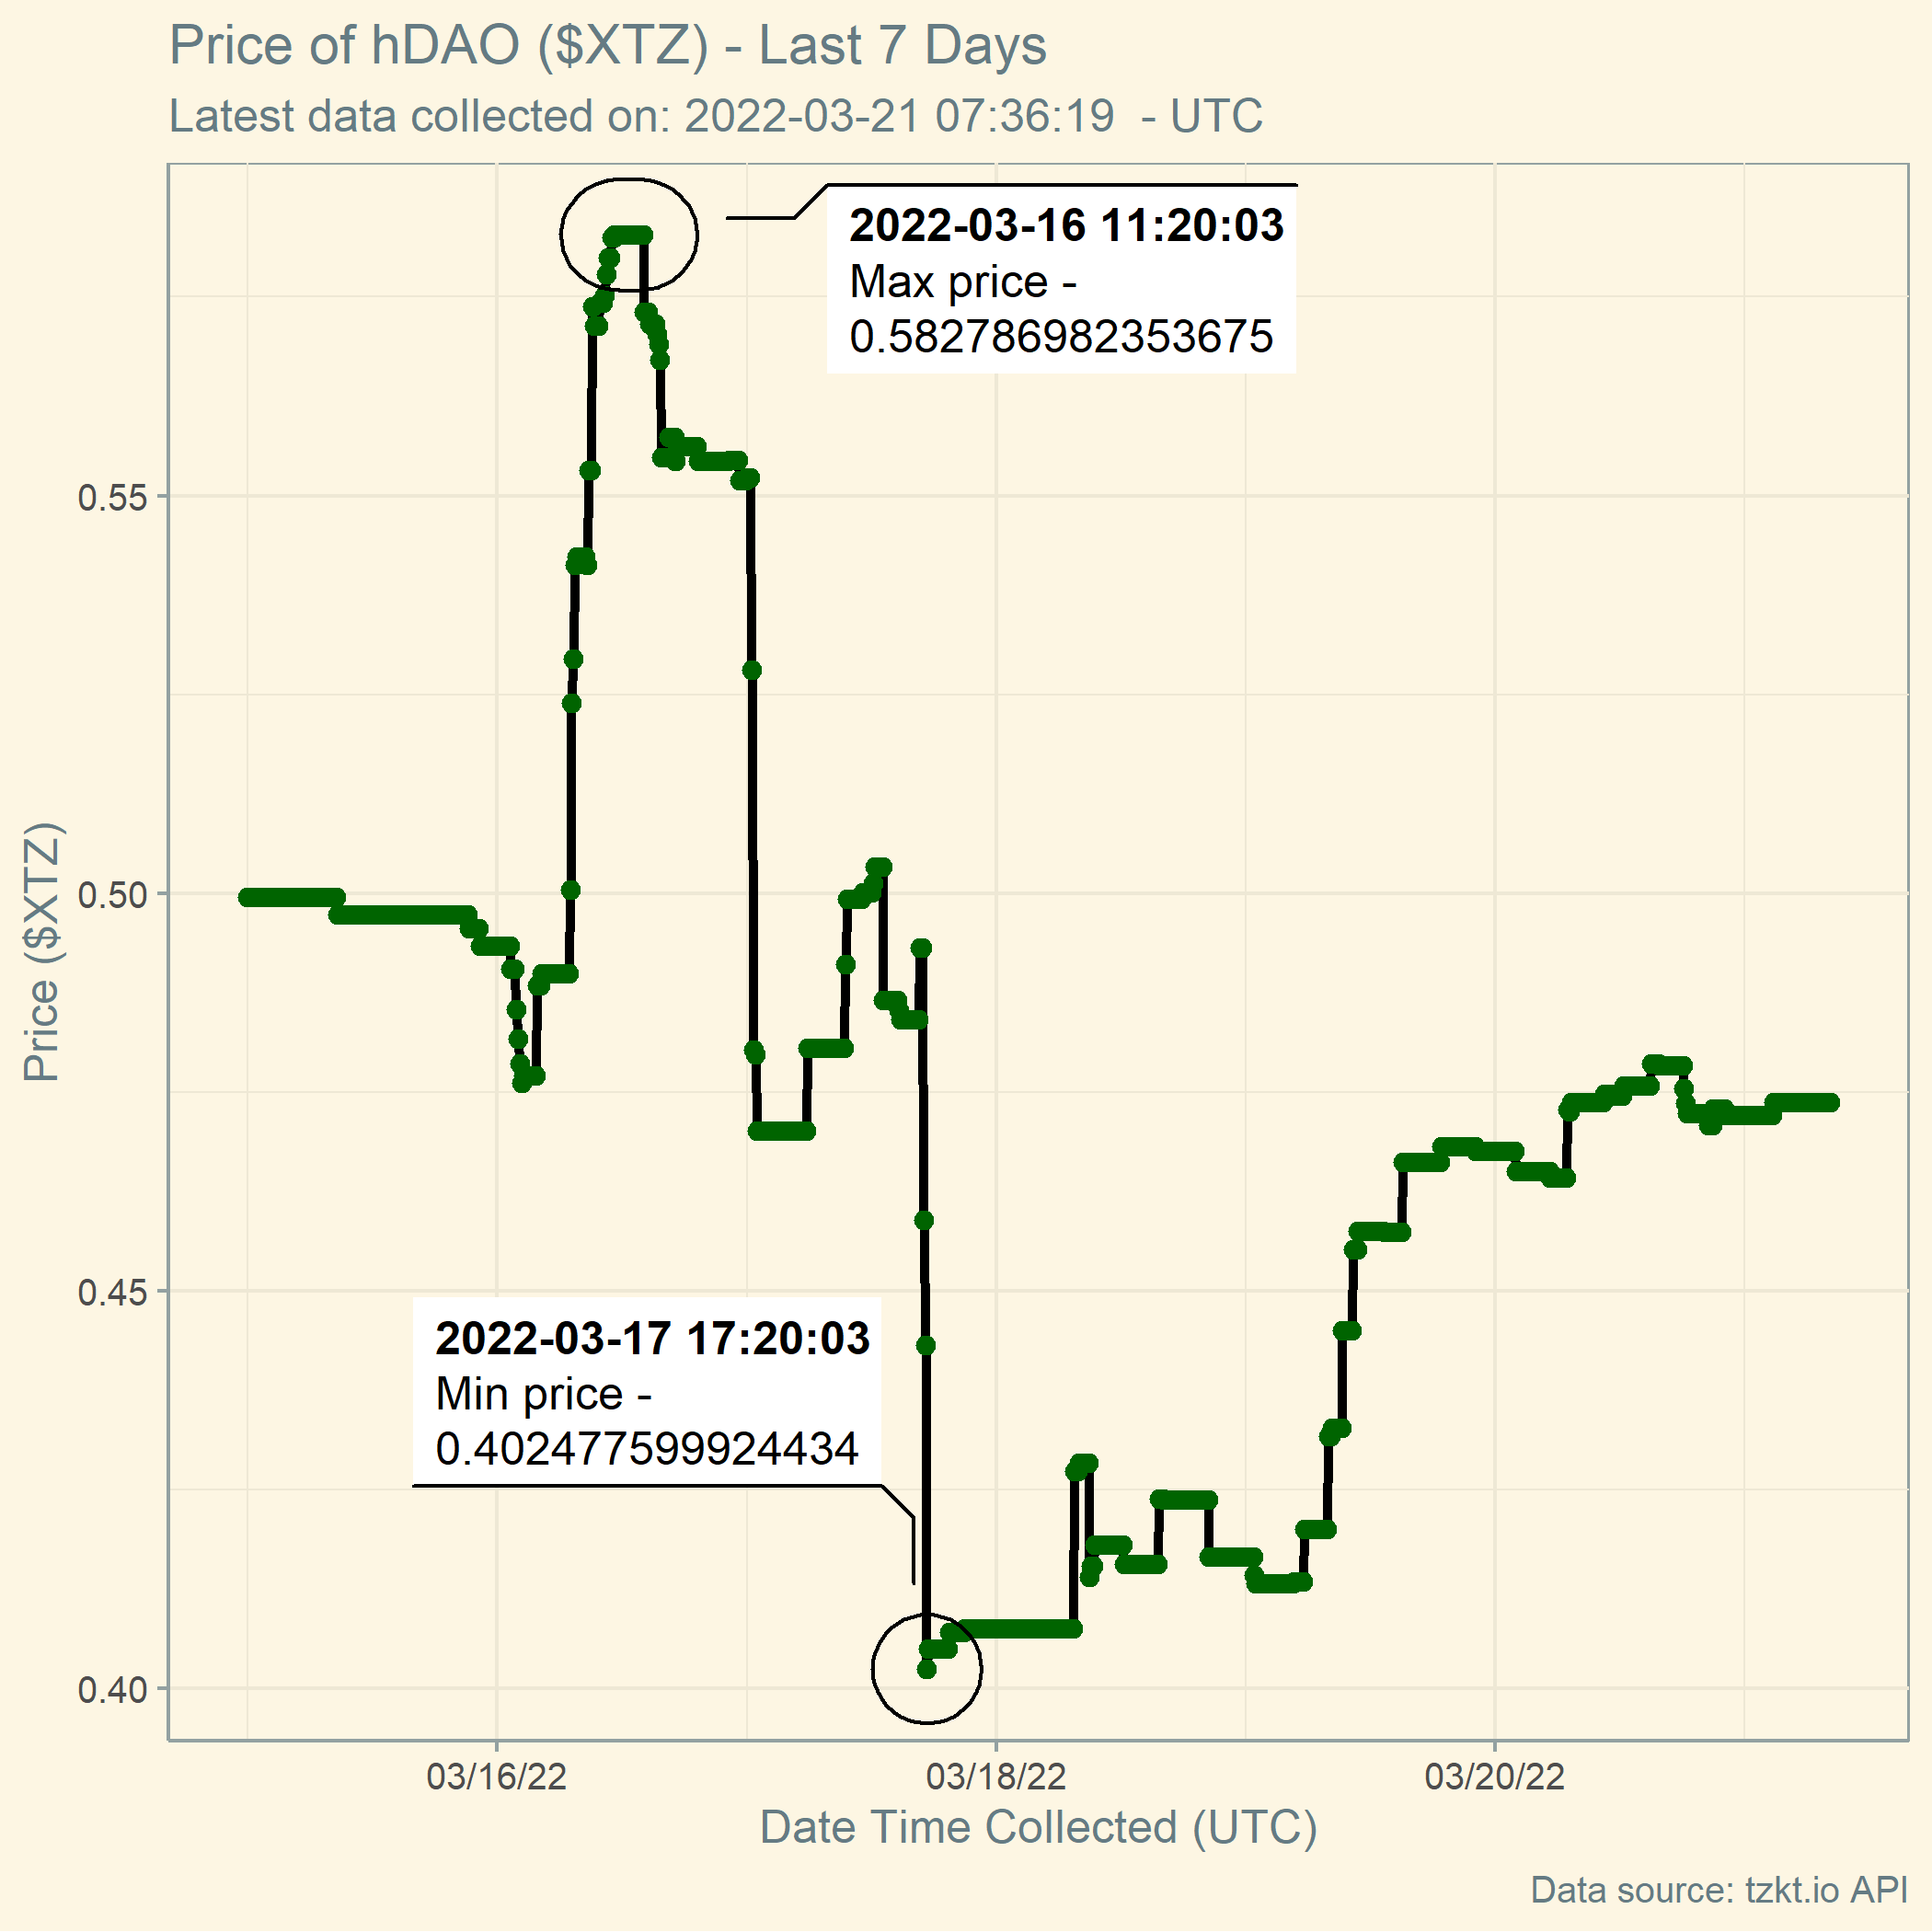 Price of hDAO ($XTZ) - Last 7 Days
Latest data collected on: 2022-03-21 07:36:19  - UTC
2022-03-16 11:20:03
Max price -
0.582786982353675
0.55
0.50
Price ($XTZ)
0.45
2022-03-17 17:20:03
Min price -
0.402477599924434
0.40
03/16/22
03/18/22
03/20/22
Date Time Collected (UTC)
Data source: tzkt.io API